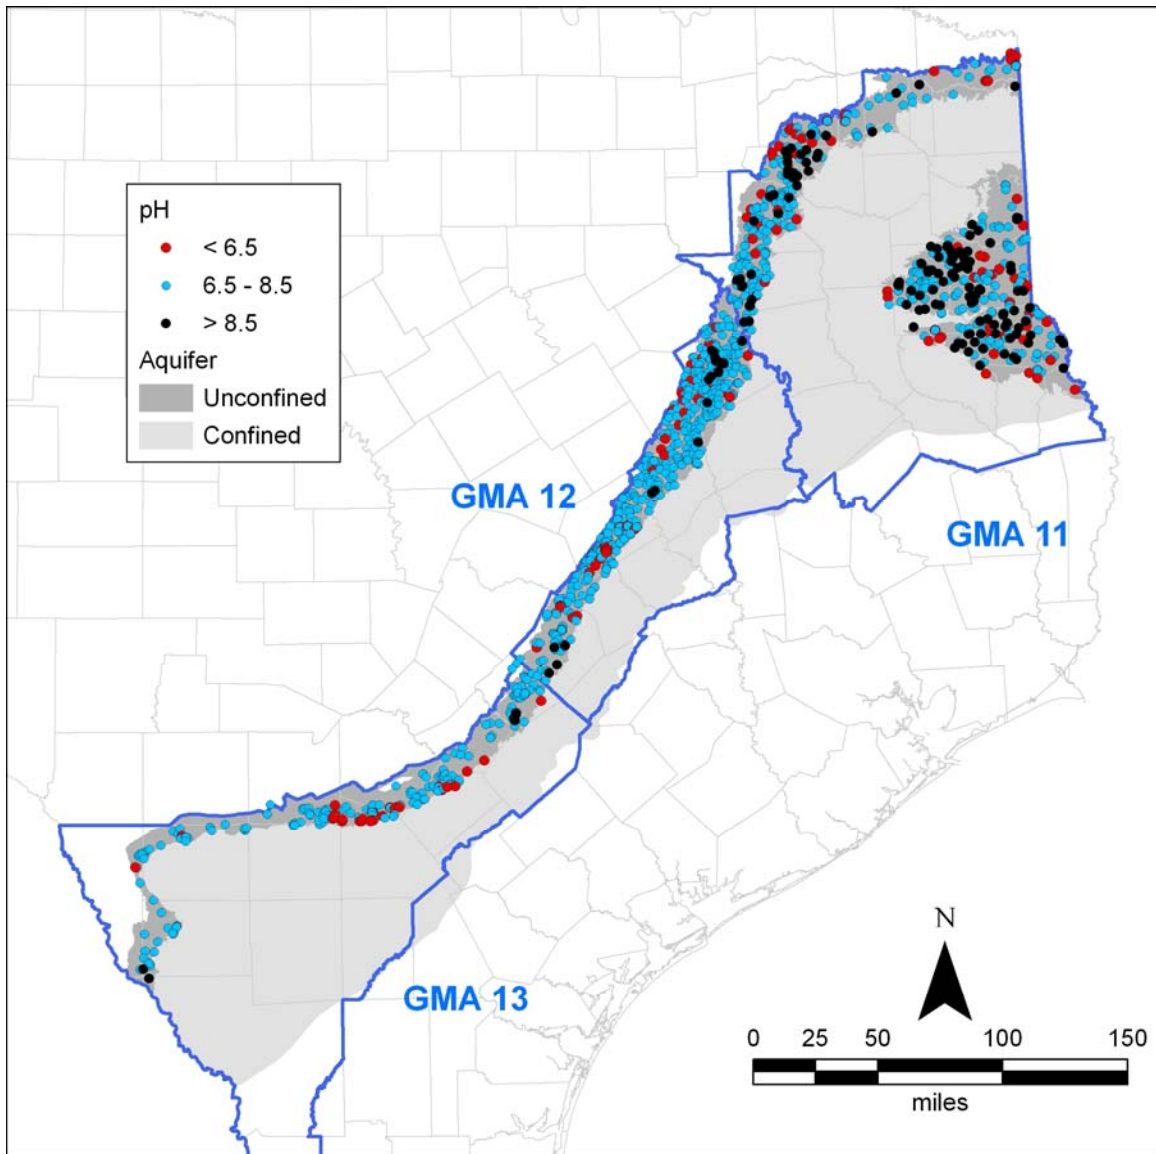 pH
< 6.5
6.5 - 8.5
> 8.5
Aquifer
Unconfined
Confined
GMA 12
GMA 11
GMA 13
N
0 25 50 100 150
miles